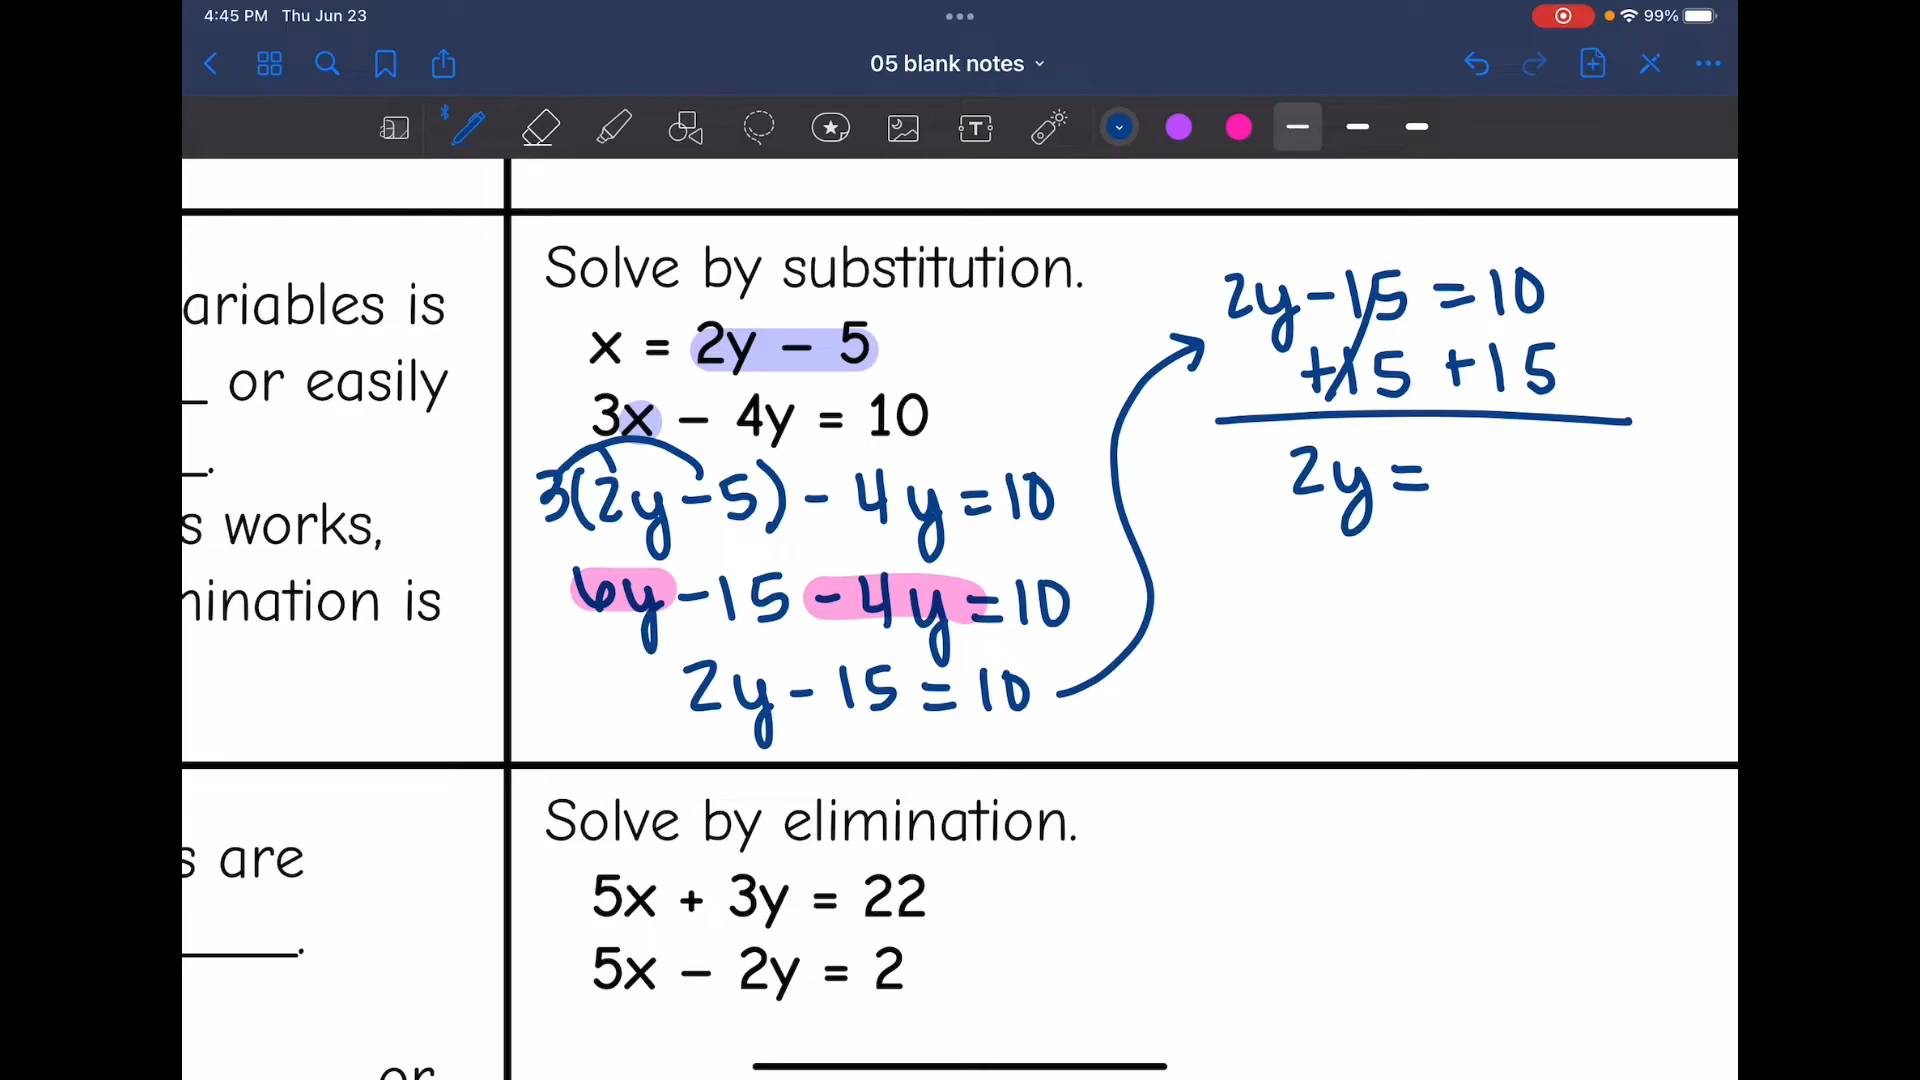 4:45 PM Thu Jun 23
99%
05 blank notes
ariables is
or easily
.
s works,
mination is
Solve by substitution.
x = 2y – 5
3x – 4y = 10
3(2y-5) - 4y = 10
6y - 15 - 4y = 10
2y - 15 = 10
2y - 15 = 10
+15 +15
2y =
s are
.
or
Solve by elimination.
5x + 3y = 22
5x – 2y = 2